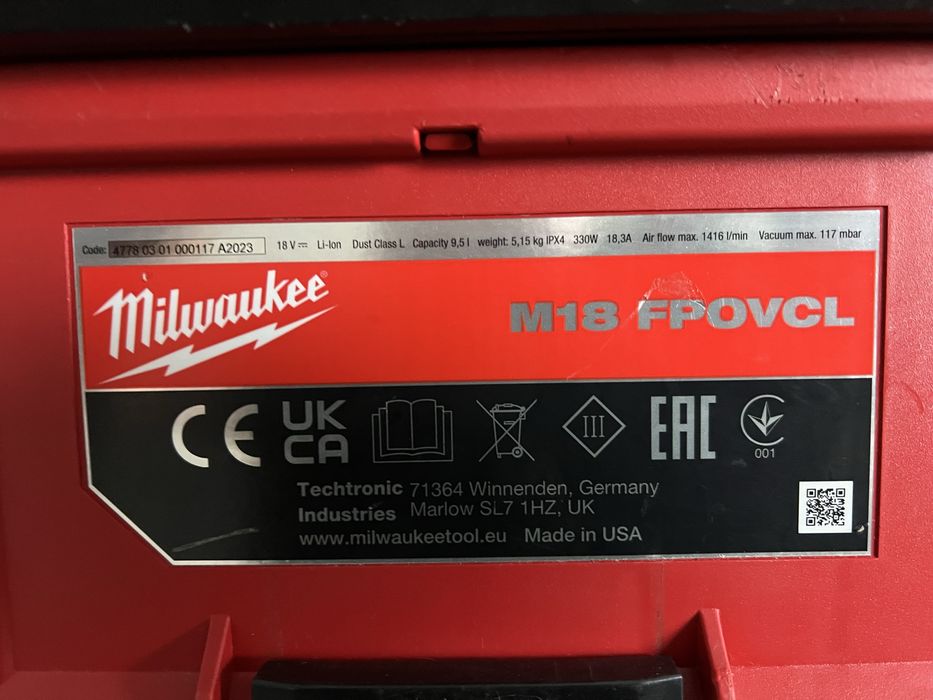 Code: 4778 03 01 000117 A2023 18 V Li-Ion Dust Class L Capacity 9,5 l weight: 5,15 kg IPX4 330W 18,3A Air flow max. 1416 l/min Vacuum max. 117 mbar
Milwaukee®
M18 FPOVCL
CE UK CA III EAC 001
Techtronic Industries 71364 Winnenden, Germany
Marlow SL7 1HZ, UK
www.milwaukeetool.eu Made in USA